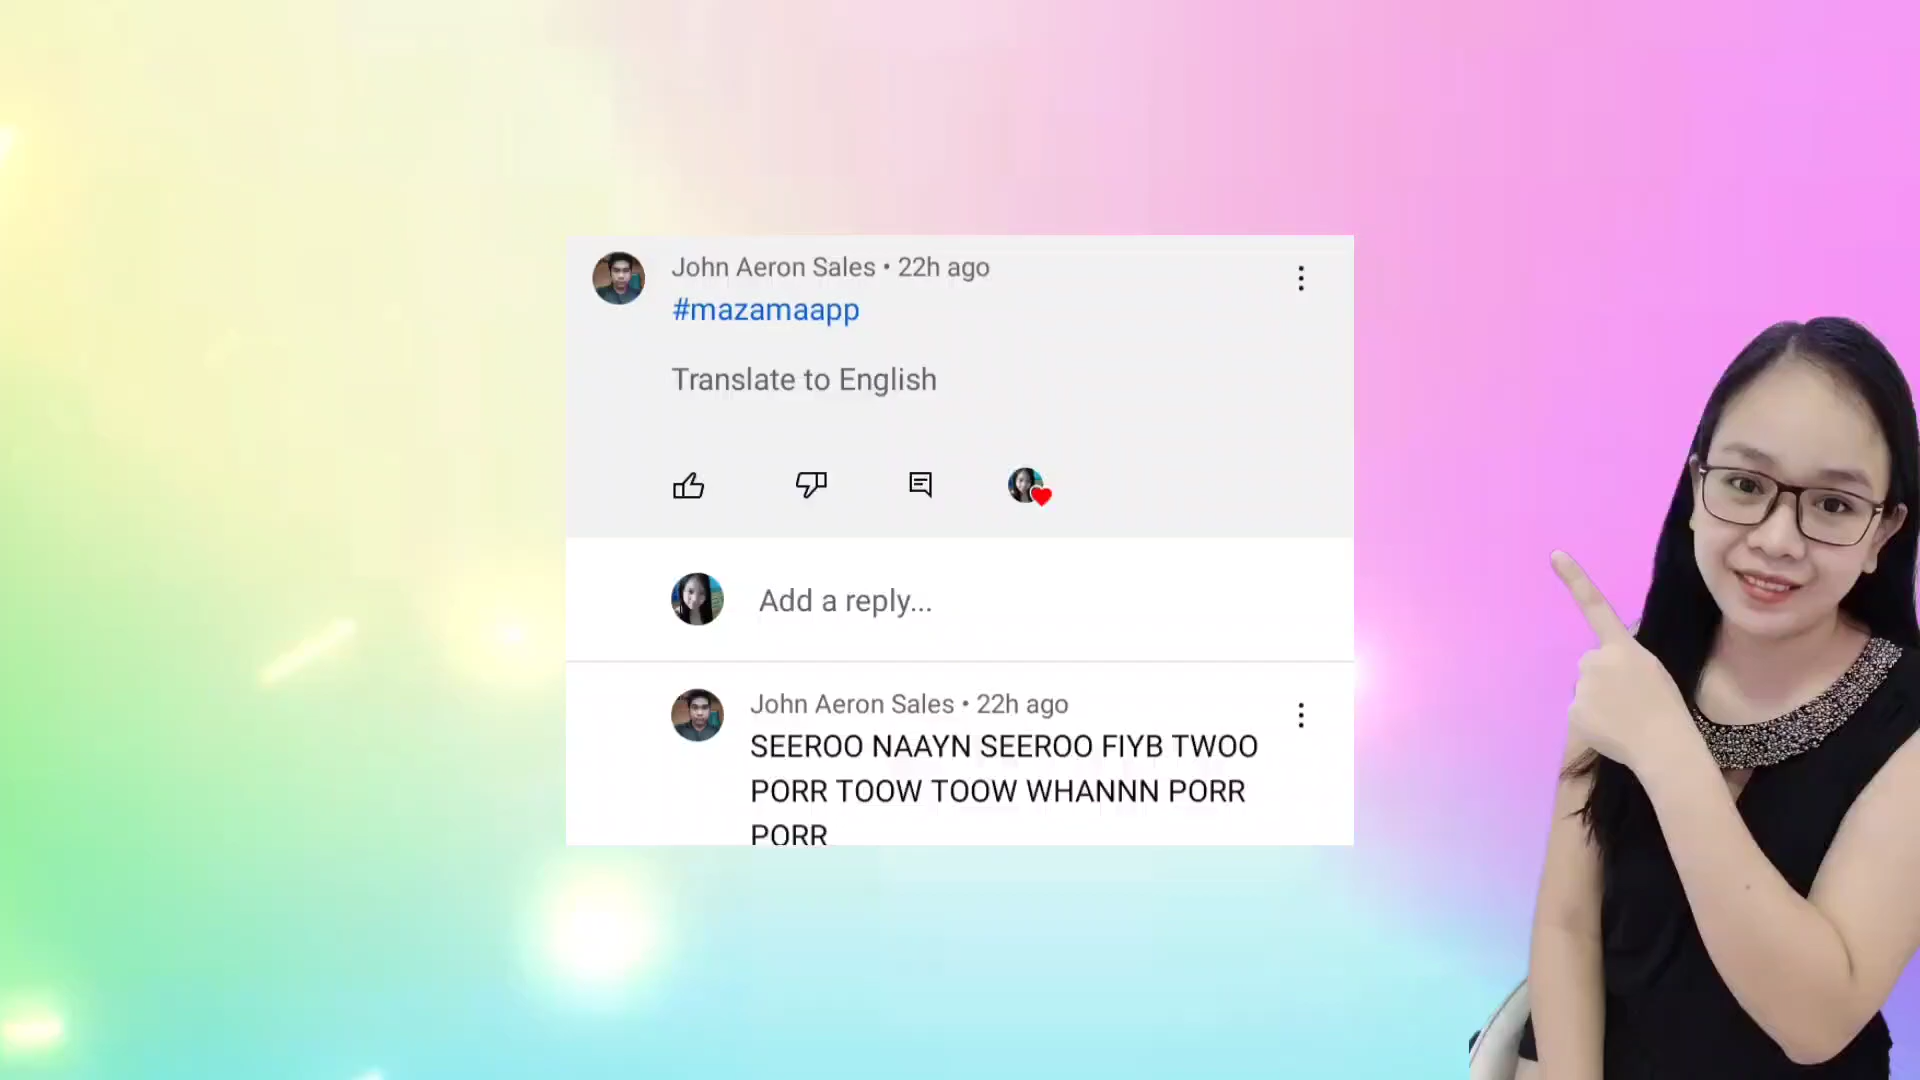 John Aeron Sales • 22h ago
#mazamaapp
Translate to English
Add a reply...
John Aeron Sales • 22h ago
SEEROO NAAYN SEEROO FIYB TWOO
PORR TOOW TOOW WHANNN PORR
PORR